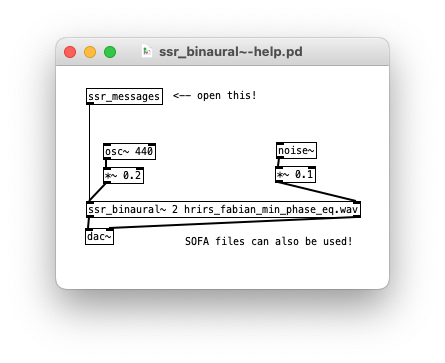 ssr_binaural~-help.pd
ssr_messages <-- open this!
osc~ 440 noise~
*~ 0.2 *~ 0.1
ssr_binaural~ 2 hrirs_fabian_min_phase_eq.wav
dac~
SOFA files can also be used!